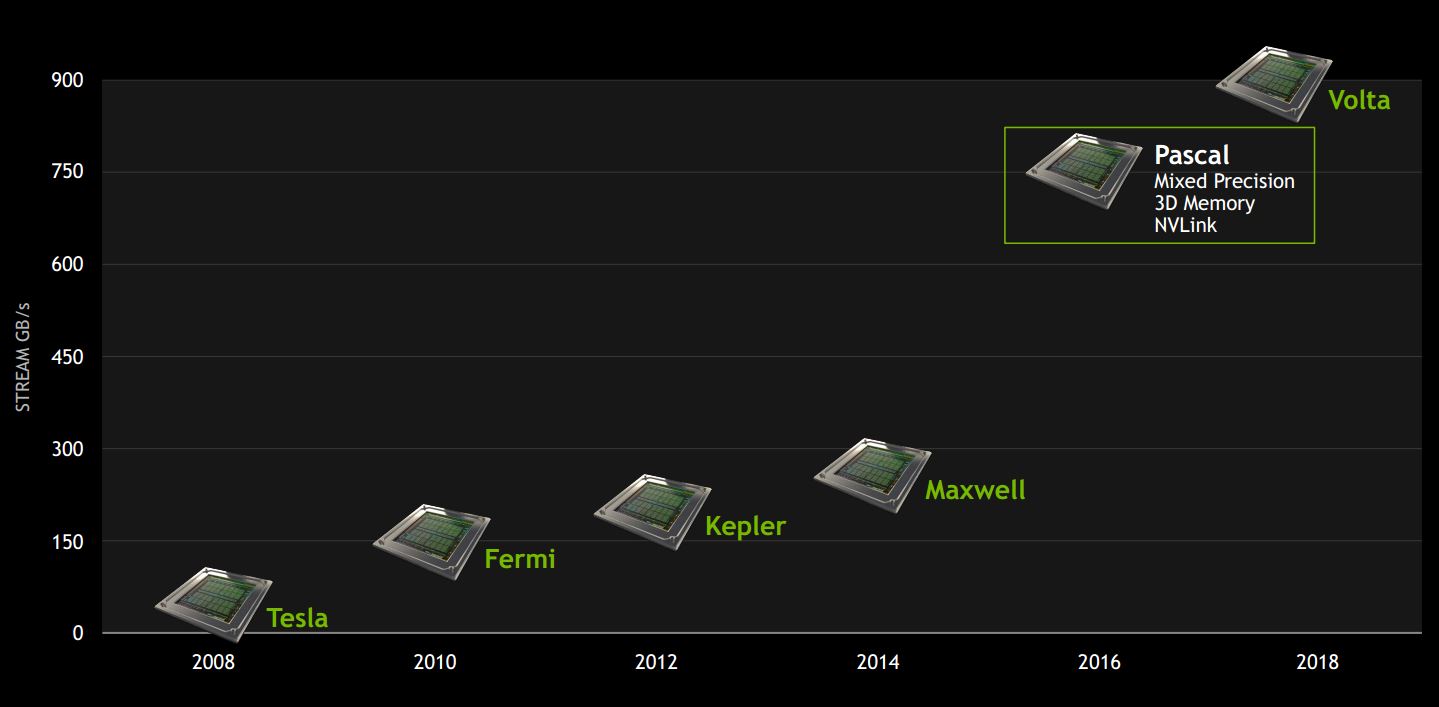 900
Volta
Pascal
750
Mixed Precision
3D Memory
NVLink
600
STREAM GB/s
450
300
Maxwell
Kepler
150
Fermi
Tesla
0
2008 2010 2012 2014 2016 2018